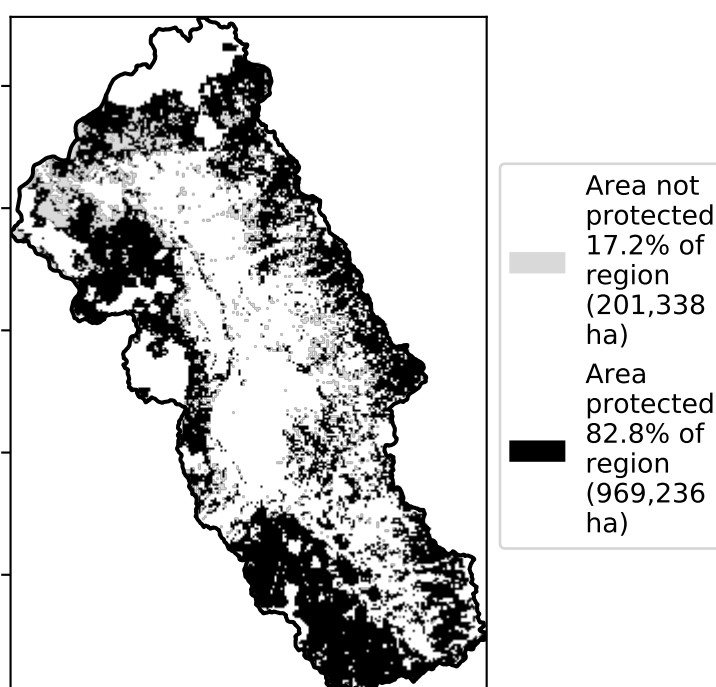 Area not
protected
17.2% of
region
(201,338
ha)
Area
protected
82.8% of
region
(969,236
ha)